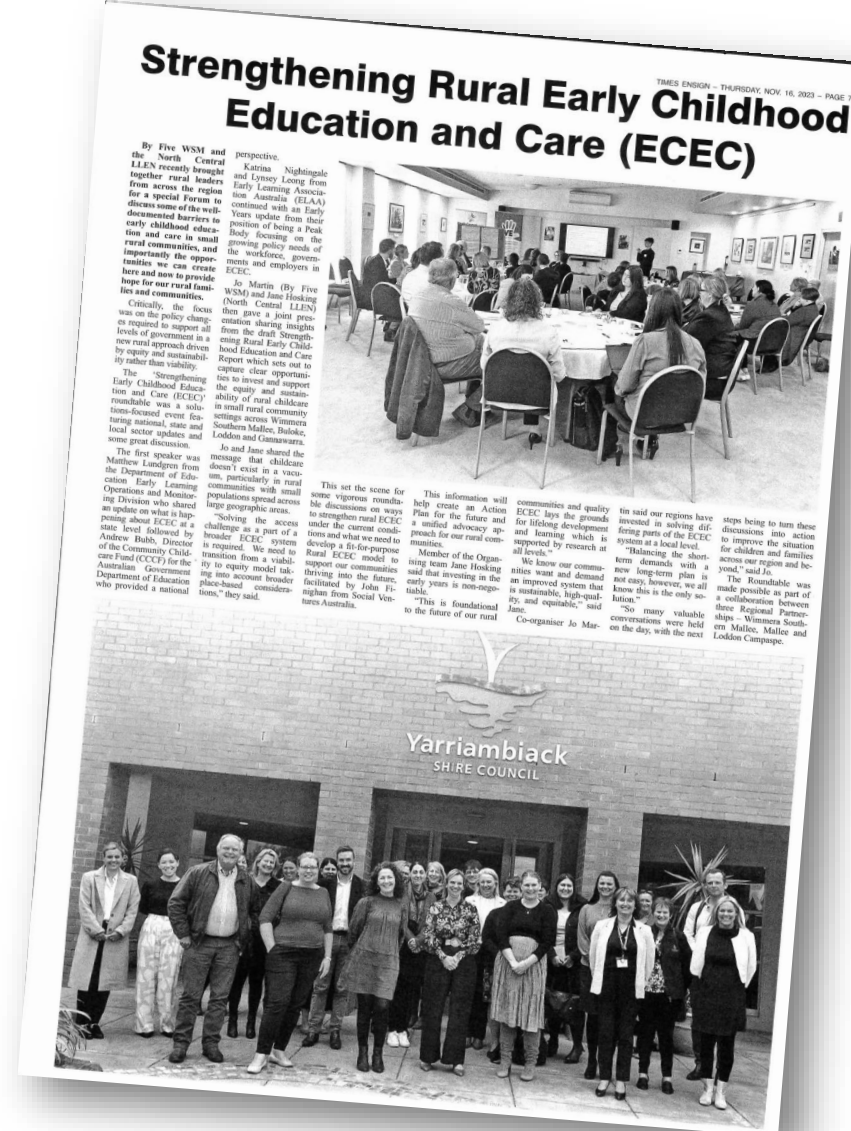 TIMES ENSIGN – THURSDAY, NOV. 16, 2023 – PAGE 7
Strengthening Rural Early Childhood
Education and Care (ECEC)
By Five WSM and
the North Central
LLEN recently brought
together rural leaders
from across the region
for a special Forum to
discuss some of the well-
documented barriers to
early childhood educa-
tion and care in small
rural communities, and
importantly the oppor-
tunities we can create
here and now to provide
hope for our rural fami-
lies and communities.
Critically, the focus
was on the policy chang-
es required to support all
levels of government in a
new rural approach driven
by equity and sustainabil-
ity rather than viability.
The 'Strengthening
Early Childhood Educa-
tion and Care (ECEC)'
roundtable was a solu-
tions-focused event fea-
turing national, state and
local sector updates and
some great discussion.
The first speaker was
Matthew Lundgren from
the Department of Edu-
cation Early Learning
Operations and Monitor-
ing Division who shared
an update on what is hap-
pening about ECEC at a
state level followed by
Andrew Bubb, Director
of the Community Child-
care Fund (CCCF) for the
Australian Government
Department of Education
who provided a national
perspective.
Katrina Nightingale
and Lynsey Leong from
Early Learning Associa-
tion Australia (ELAA)
continued with an Early
Years update from their
position of being a Peak
Body focusing on the
growing policy needs of
the workforce, govern-
ments and employers in
ECEC.
Jo Martin (By Five
WSM) and Jane Hosking
(North Central LLEN)
then gave a joint pres-
entation sharing insights
from the draft Strength-
ening Rural Early Child-
hood Education and Care
Report which sets out to
capture clear opportuni-
ties to invest and support
the equity and sustain-
ability of rural childcare
in small rural community
settings across Wimmera
Southern Mallee, Buloke,
Loddon and Gannawarra.
Jo and Jane shared the
message that childcare
doesn't exist in a vacu-
um, particularly in rural
communities with small
populations spread across
large geographic areas.
"Solving the access
challenge as a part of a
broader ECEC system
is required. We need to
transition from a viabil-
ity to equity model tak-
ing into account broader
place-based considera-
tions," they said.
This set the scene for
some vigorous roundta-
ble discussions on ways
to strengthen rural ECEC
under the current condi-
tions and what we need to
develop a fit-for-purpose
Rural ECEC model to
support our communities
thriving into the future,
facilitated by John Fi-
nighan from Social Ven-
tures Australia.
This information will
help create an Action
Plan for the future and
a unified advocacy ap-
proach for our rural com-
munities.
Member of the Organ-
ising team Jane Hosking
said that investing in the
early years is non-nego-
tiable.
"This is foundational
to the future of our rural
communities and quality
ECEC lays the grounds
for lifelong development
and learning which is
supported by research at
all levels."
"We know our commu-
nities want and demand
an improved system that
is sustainable, high-qual-
ity, and equitable," said
Jane.
Co-organiser Jo Mar-
tin said our regions have
invested in solving dif-
fering parts of the ECEC
system at a local level.
"Balancing the short-
term demands with a
new long-term plan is
not easy, however, we all
know this is the only so-
lution."
"So many valuable
conversations were held
on the day, with the next
steps being to turn these
discussions into action
to improve the situation
for children and families
across our region and be-
yond," said Jo.
The Roundtable was
made possible as part of
a collaboration between
three Regional Partner-
ships – Wimmera South-
ern Mallee, Mallee and
Loddon Campaspe.
Yarriambiack
SHIRE COUNCIL